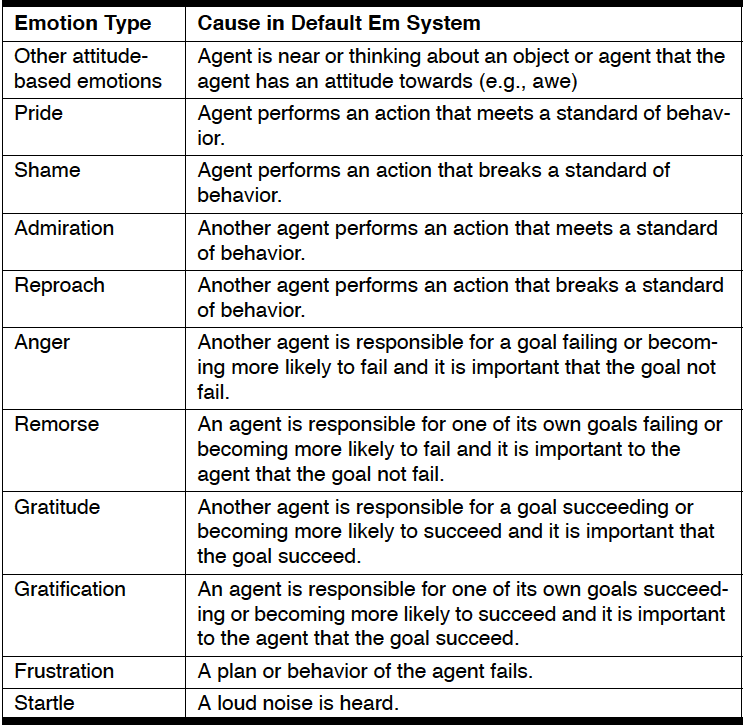 Emotion Type Cause in Default Em System
Other attitude- Agent is near or thinking about an object or agent that the
based emotions agent has an attitude towards (e.g., awe)
Pride Agent performs an action that meets a standard of behav-
ior.
Shame Agent performs an action that breaks a standard of
behavior.
Admiration Another agent performs an action that meets a standard
of behavior.
Reproach Another agent performs an action that breaks a standard
of behavior.
Anger Another agent is responsible for a goal failing or becom-
ing more likely to fail and it is important that the goal not
fail.
Remorse An agent is responsible for one of its own goals failing or
becoming more likely to fail and it is important to the
agent that the goal not fail.
Gratitude Another agent is responsible for a goal succeeding or
becoming more likely to succeed and it is important that
the goal succeed.
Gratification An agent is responsible for one of its own goals succeed-
ing or becoming more likely to succeed and it is important
to the agent that the goal succeed.
Frustration A plan or behavior of the agent fails.
Startle A loud noise is heard.